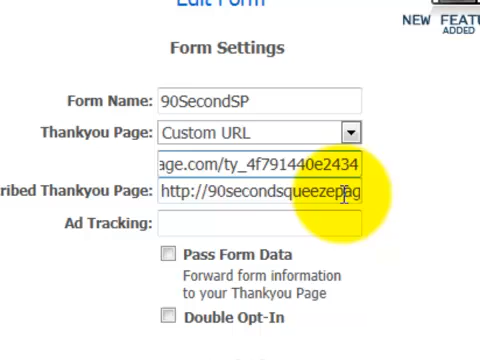 Edit Form
NEW FEATU
ADDED
Form Settings
Form Name: 90SecondSP
Thankyou Page: Custom URL
age.com/ty_4f791440e2434
ribed Thankyou Page: http://90secondsqueezepag
Ad Tracking:
Pass Form Data
Forward form information
to your Thankyou Page
Double Opt-In